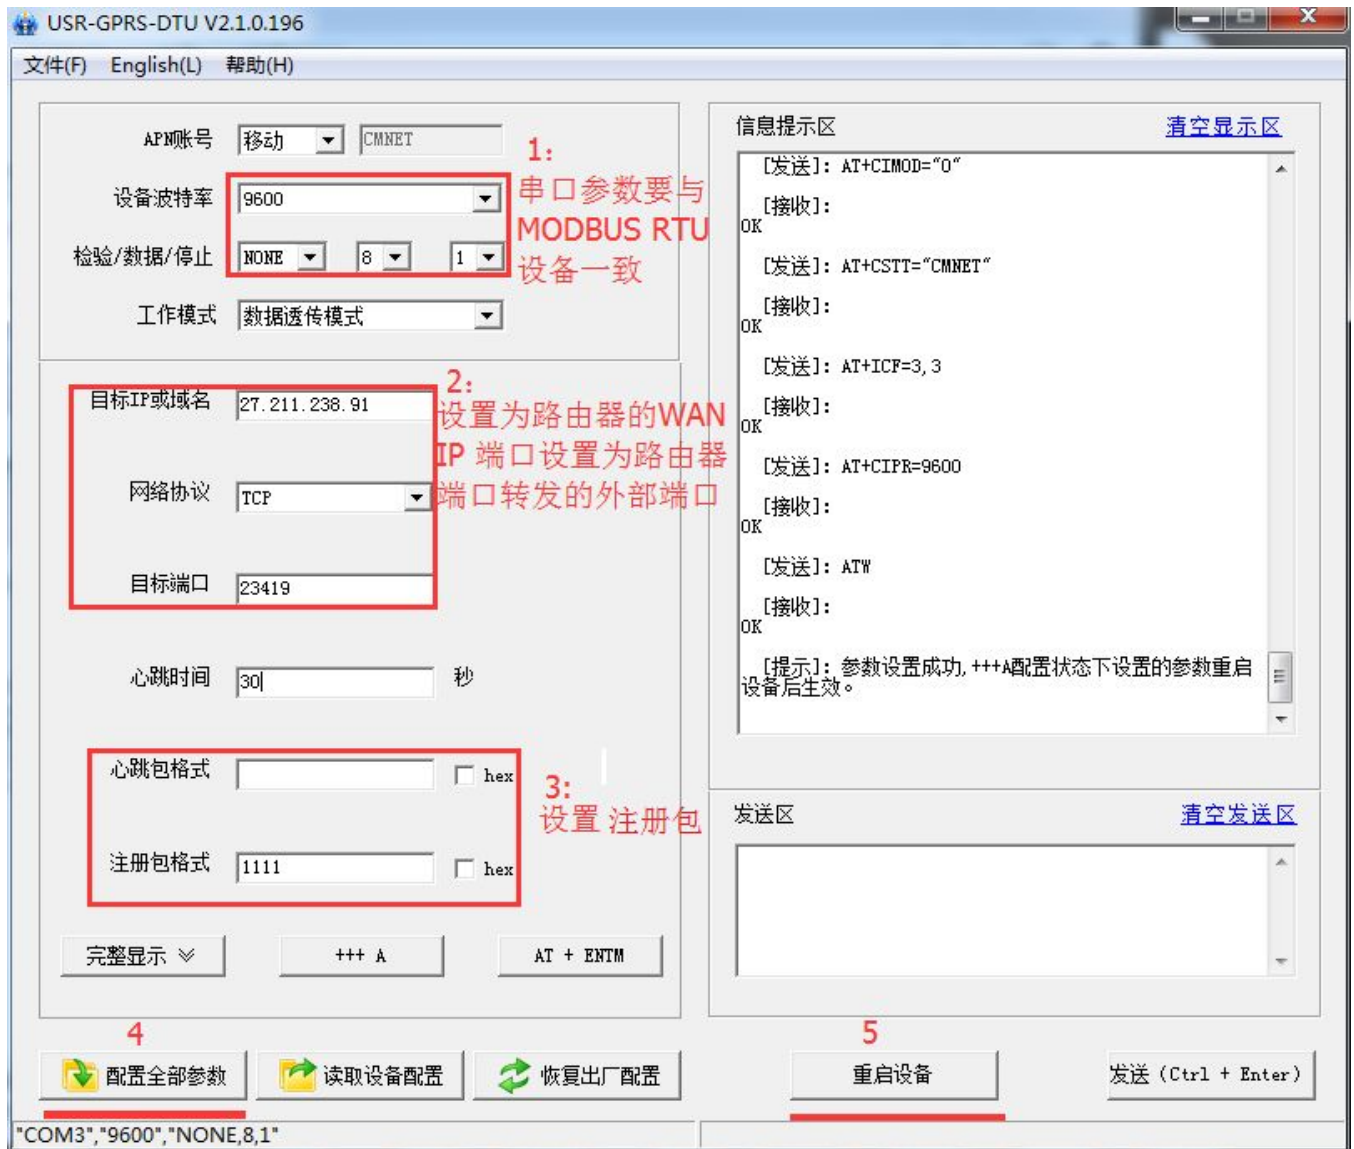 USR-GPRS-DTU V2.1.0.196
文件(F) English(L) 帮助(H)
APN账号 移动 CMNET
设备波特率 9600
检验/数据/停止 NONE 8 1
工作模式 数据透传模式
1:
串口参数要与
MODBUS RTU
设备一致
目标IP或域名 27.211.238.91
网络协议 TCP
目标端口 23419
2:
设置为路由器的WAN
IP 端口设置为路由器
端口转发的外部端口
心跳时间 30 秒
心跳包格式 hex
注册包格式 1111 hex
3:
设置 注册包
完整显示 +++ A AT + ENTM
4
配置全部参数 读取设备配置 恢复出厂配置
信息提示区 清空显示区
[发送]: AT+CIMOD="0"
[接收]:
OK
[发送]: AT+CSTT="CMNET"
[接收]:
OK
[发送]: AT+ICF=3,3
[接收]:
OK
[发送]: AT+CIPR=9600
[接收]:
OK
[发送]: ATW
[接收]:
OK
[提示]: 参数设置成功,+++A配置状态下设置的参数重启
设备后生效。
发送区 清空发送区
5
重启设备 发送 (Ctrl + Enter)
"COM3","9600","NONE,8,1"